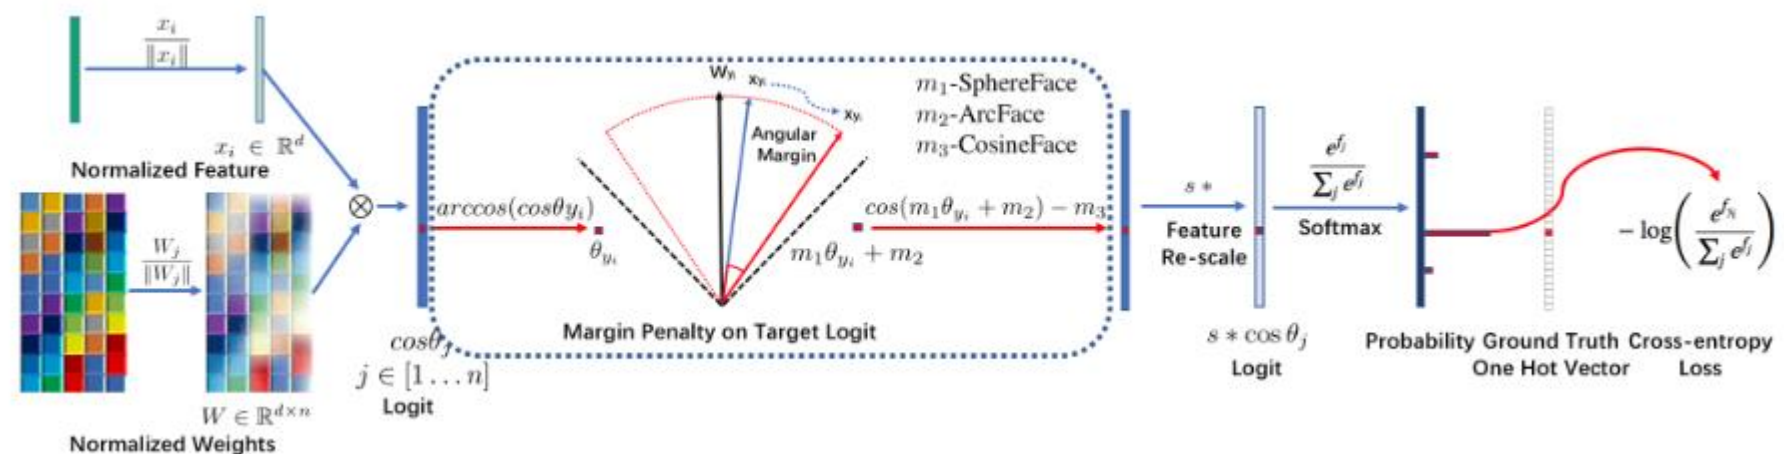 x_i / ‖x_i‖
x_i ∈ ℝ^d
Normalized Feature
W_j / ‖W_j‖
W ∈ ℝ^{d×n}
Normalized Weights
⊗
cosθ_j
j ∈ [1 … n]
Logit
arccos(cosθy_i)
θ_{y_i}
W_{y_i}
x_{y_i}
x_{y_i}
Angular
Margin
m_1θ_{y_i} + m_2
Margin Penalty on Target Logit
m_1-SphereFace
m_2-ArcFace
m_3-CosineFace
cos(m_1θ_{y_i} + m_2) − m_3
s *
Feature
Re-scale
s * cos θ_j
Logit
e^{f_j} / ∑_j e^{f_j}
Softmax
Probability Ground Truth Cross-entropy
One Hot Vector Loss
− log( e^{f_{y_i}} / ∑_j e^{f_j} )